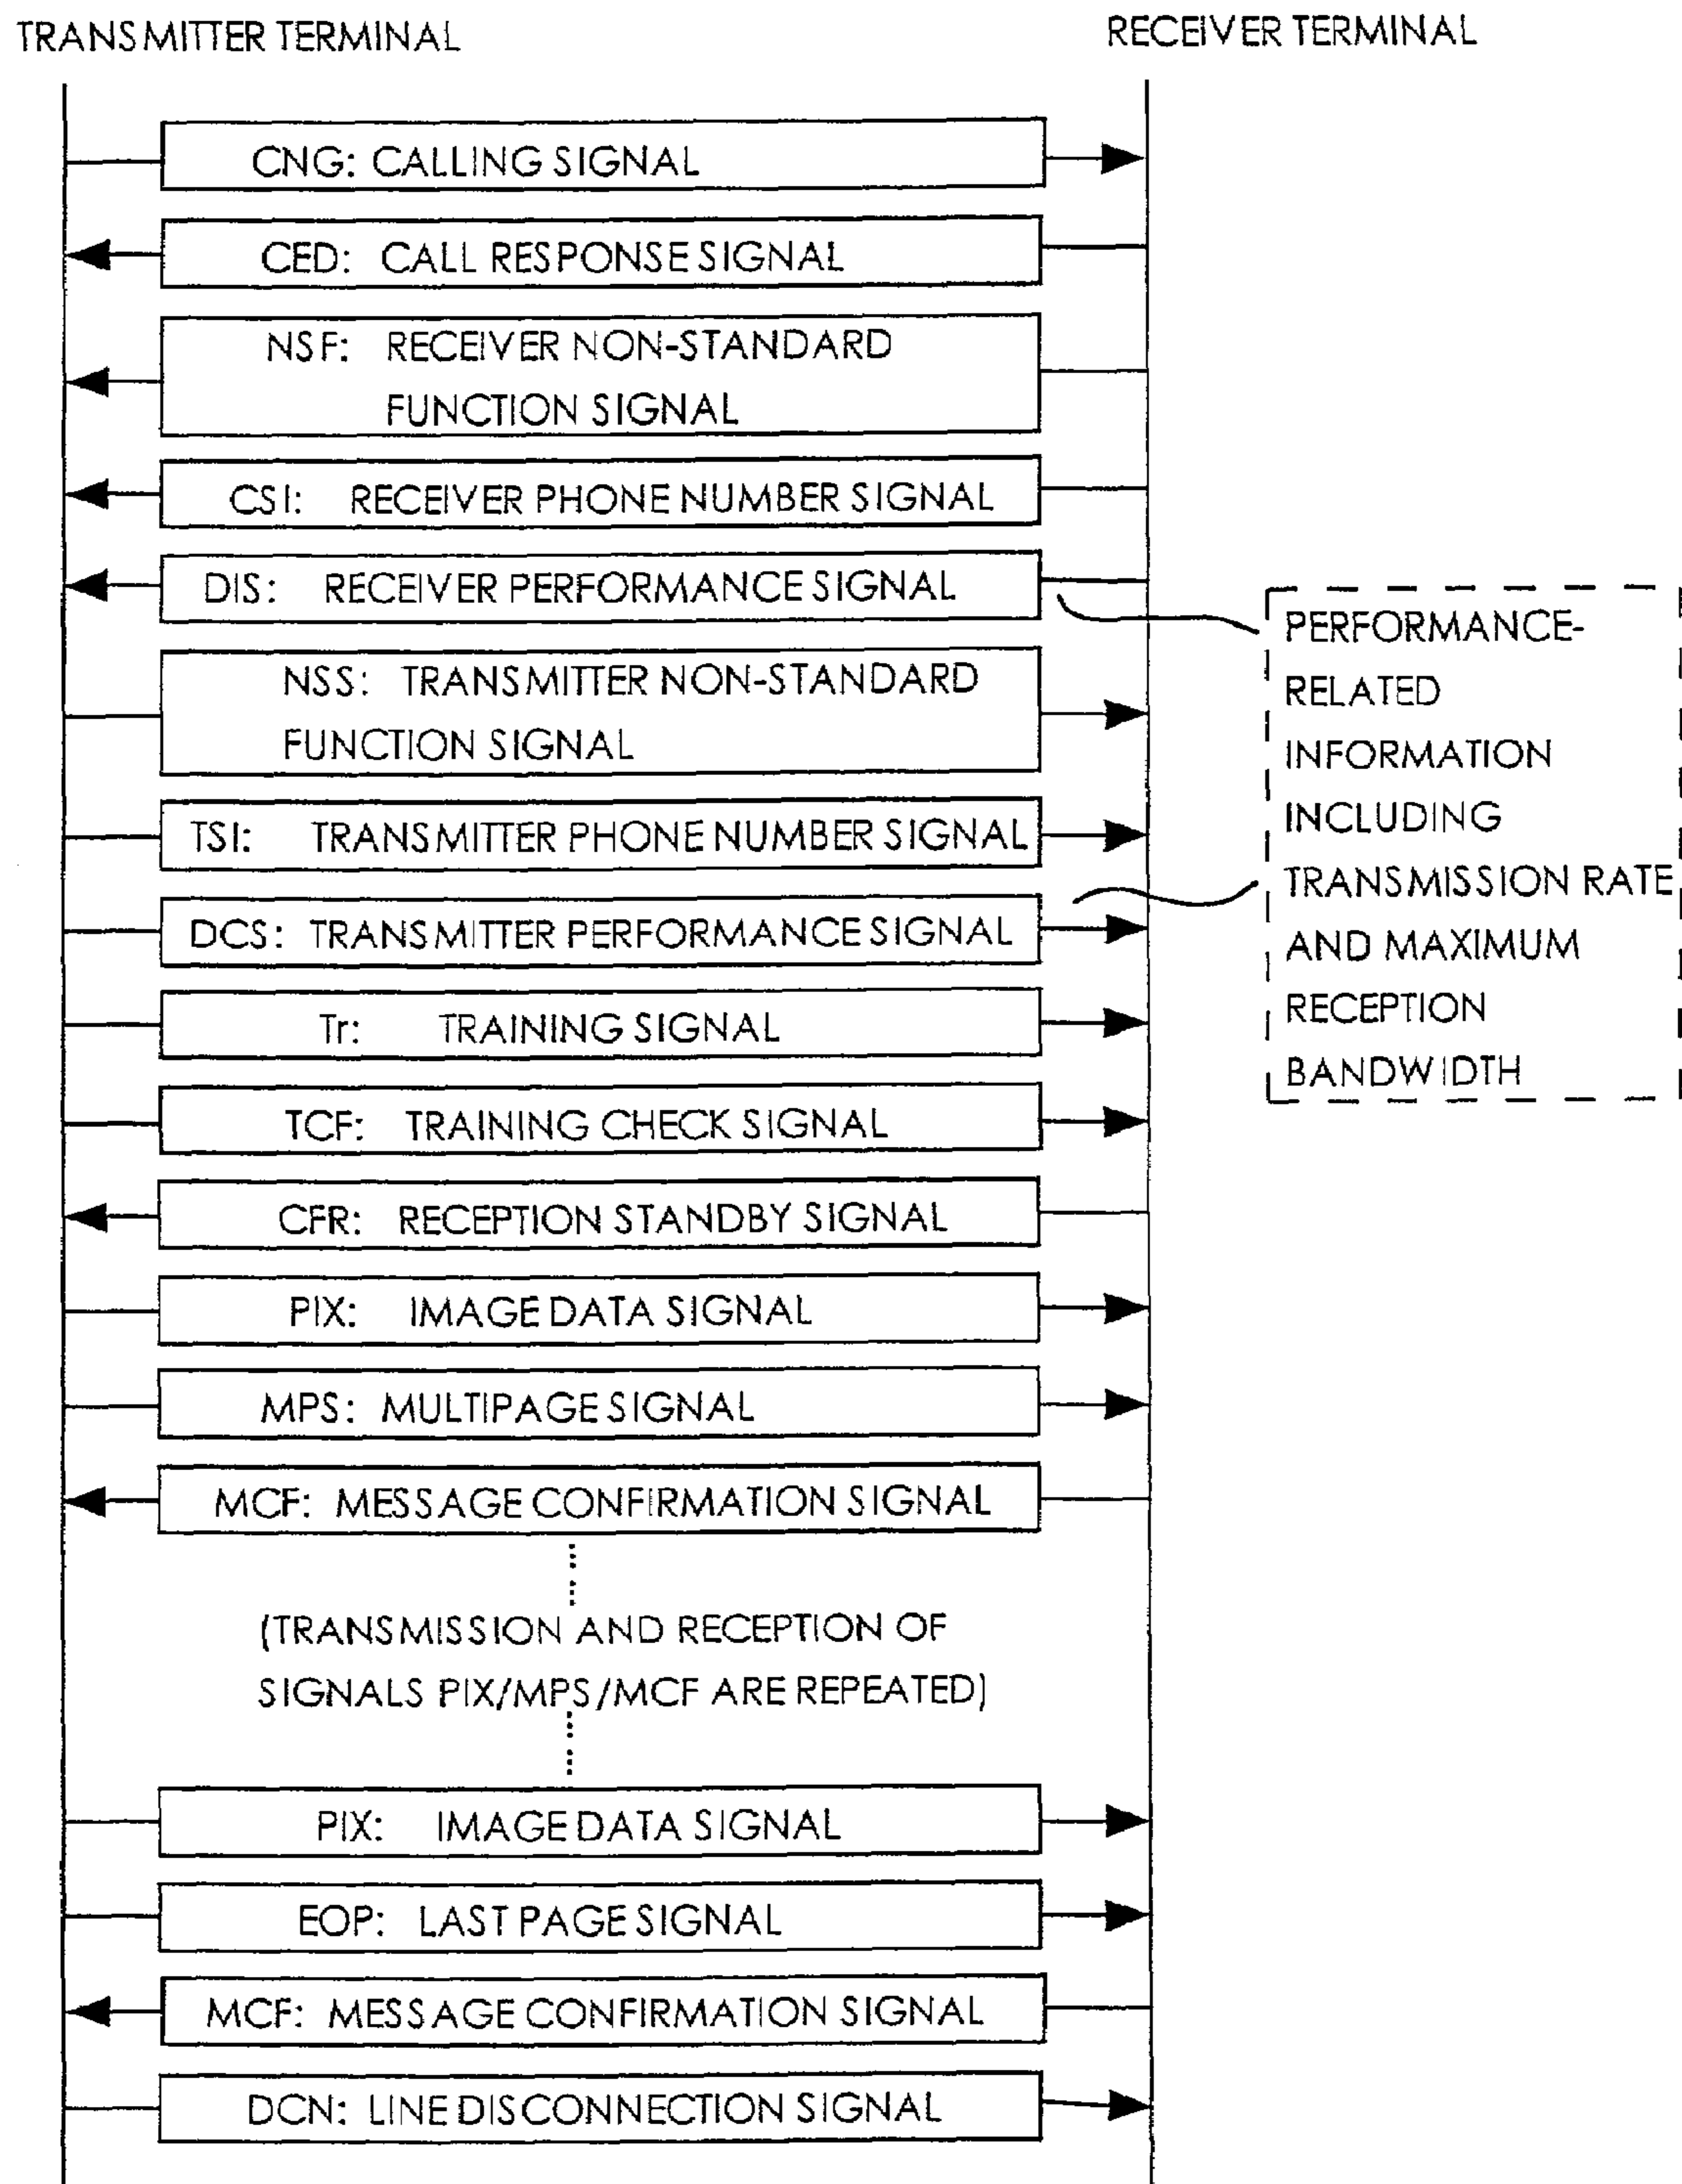 TRANSMITTER TERMINAL
RECEIVER TERMINAL
CNG: CALLING SIGNAL
CED: CALL RESPONSE SIGNAL
NSF: RECEIVER NON-STANDARD
FUNCTION SIGNAL
CSI: RECEIVER PHONE NUMBER SIGNAL
DIS: RECEIVER PERFORMANCE SIGNAL
NSS: TRANSMITTER NON-STANDARD
FUNCTION SIGNAL
TSI: TRANSMITTER PHONE NUMBER SIGNAL
DCS: TRANSMITTER PERFORMANCE SIGNAL
PERFORMANCE-
RELATED
INFORMATION
INCLUDING
TRANSMISSION RATE
AND MAXIMUM
RECEPTION
BANDWIDTH
Tr: TRAINING SIGNAL
TCF: TRAINING CHECK SIGNAL
CFR: RECEPTION STANDBY SIGNAL
PIX: IMAGE DATA SIGNAL
MPS: MULTIPAGE SIGNAL
MCF: MESSAGE CONFIRMATION SIGNAL
(TRANSMISSION AND RECEPTION OF
SIGNALS PIX/MPS/MCF ARE REPEATED)
PIX: IMAGE DATA SIGNAL
EOP: LAST PAGE SIGNAL
MCF: MESSAGE CONFIRMATION SIGNAL
DCN: LINE DISCONNECTION SIGNAL